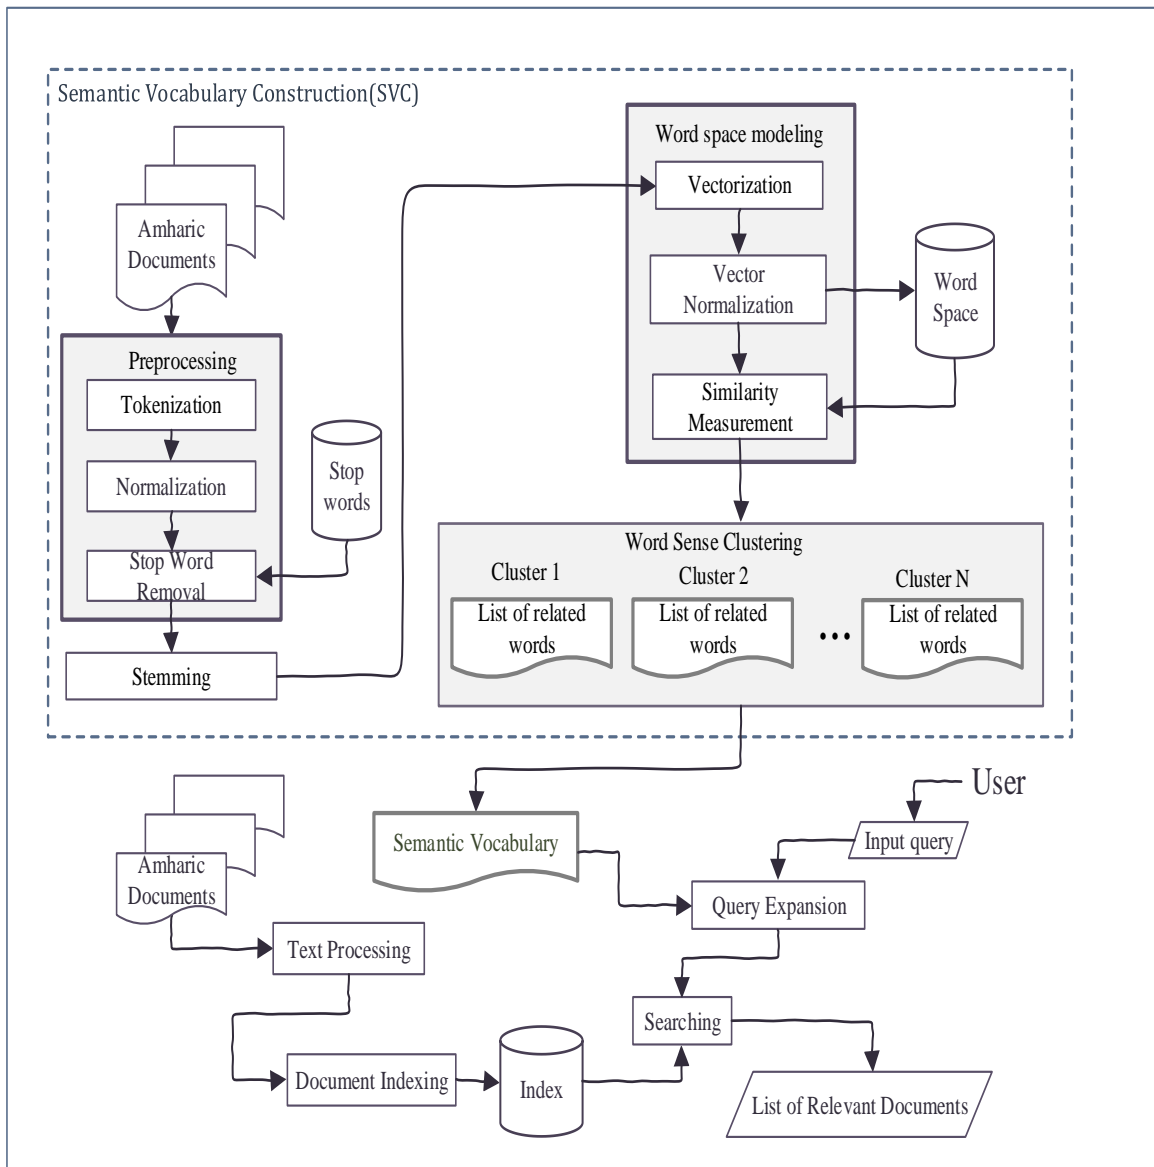 Semantic Vocabulary Construction(SVC)
Amharic
Documents
Preprocessing
Tokenization
Normalization
Stop Word
Removal
Stop
words
Stemming
Word space modeling
Vectorization
Vector
Normalization
Word
Space
Similarity
Measurement
Word Sense Clustering
Cluster 1
List of related
words
Cluster 2
List of related
words
...
Cluster N
List of related
words
Semantic Vocabulary
User
Input query
Query Expansion
Amharic
Documents
Text Processing
Document Indexing
Index
Searching
List of Relevant Documents